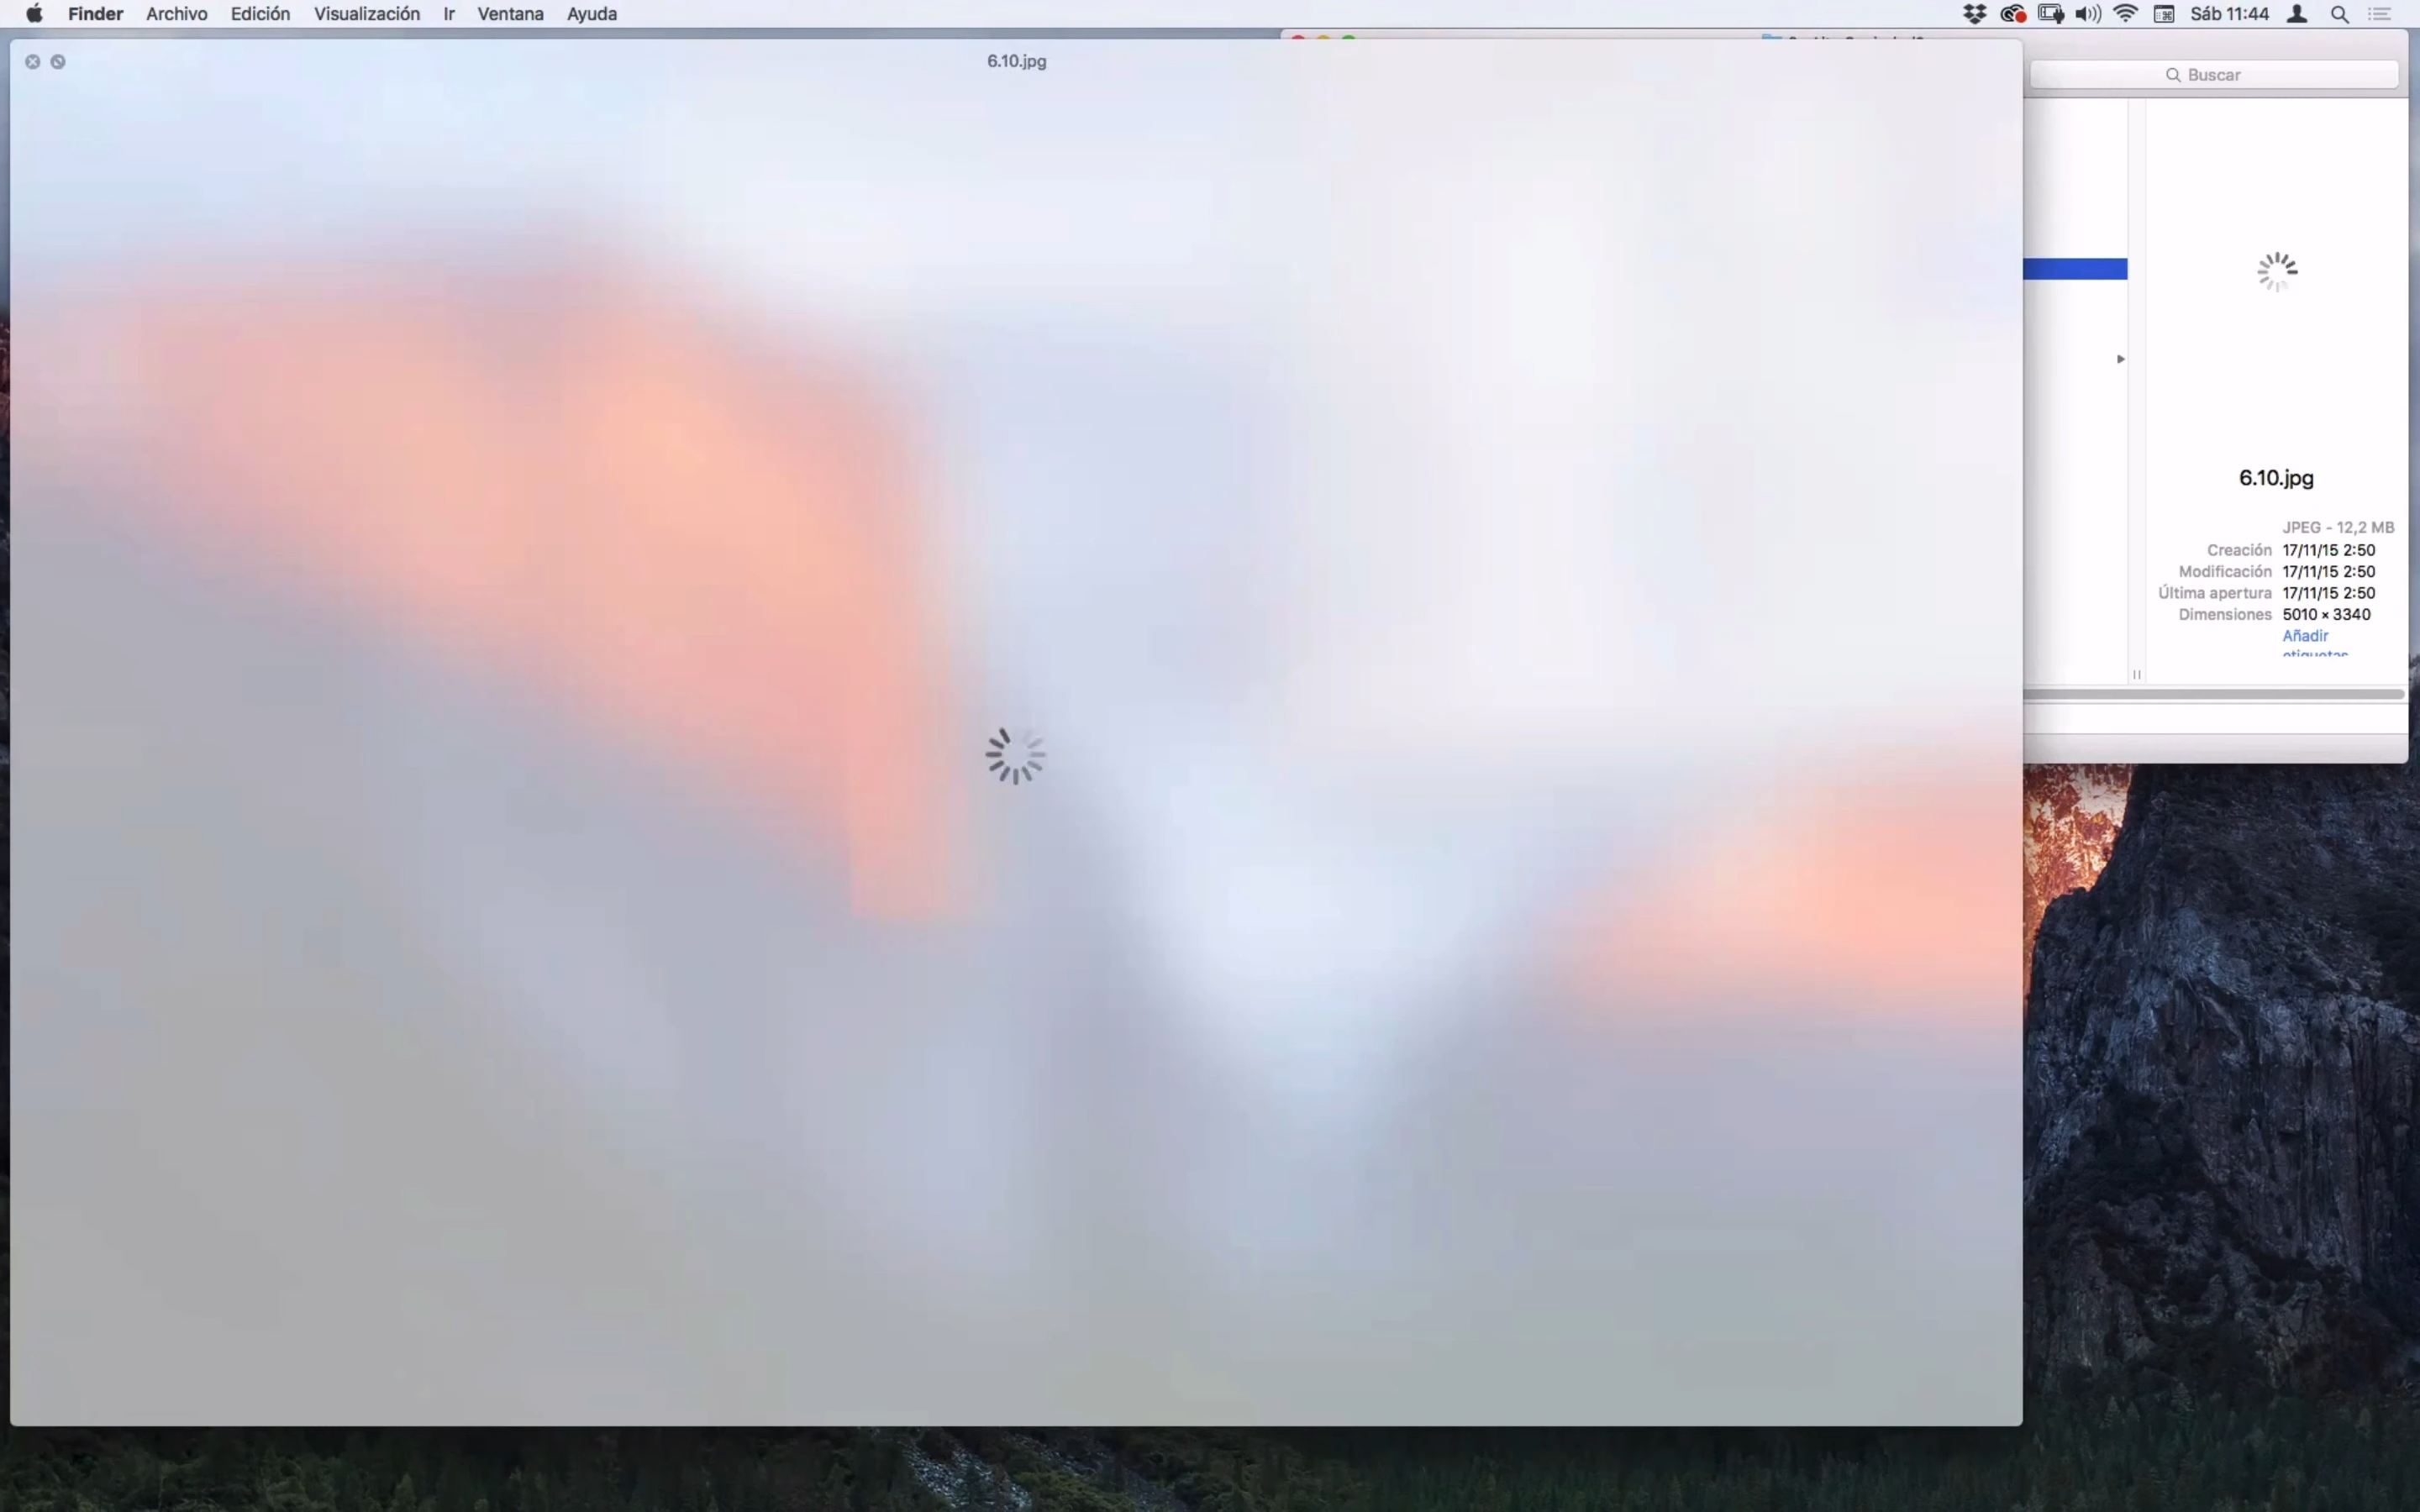 Finder Archivo Edición Visualización Ir Ventana Ayuda Sáb 11:44
6.10.jpg
Buscar
6.10.jpg
JPEG - 12,2 MB
Creación 17/11/15 2:50
Modificación 17/11/15 2:50
Última apertura 17/11/15 2:50
Dimensiones 5010 × 3340
Añadir
etiquetas